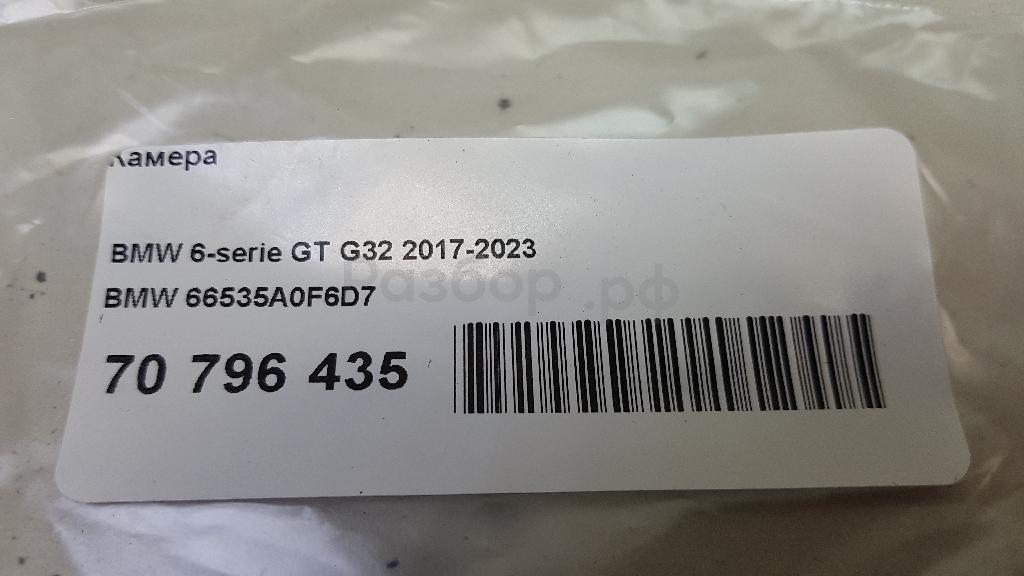 Камера
BMW 6-serie GT G32 2017-2023
Разбор.рф
BMW 66535A0F6D7
70 796 435